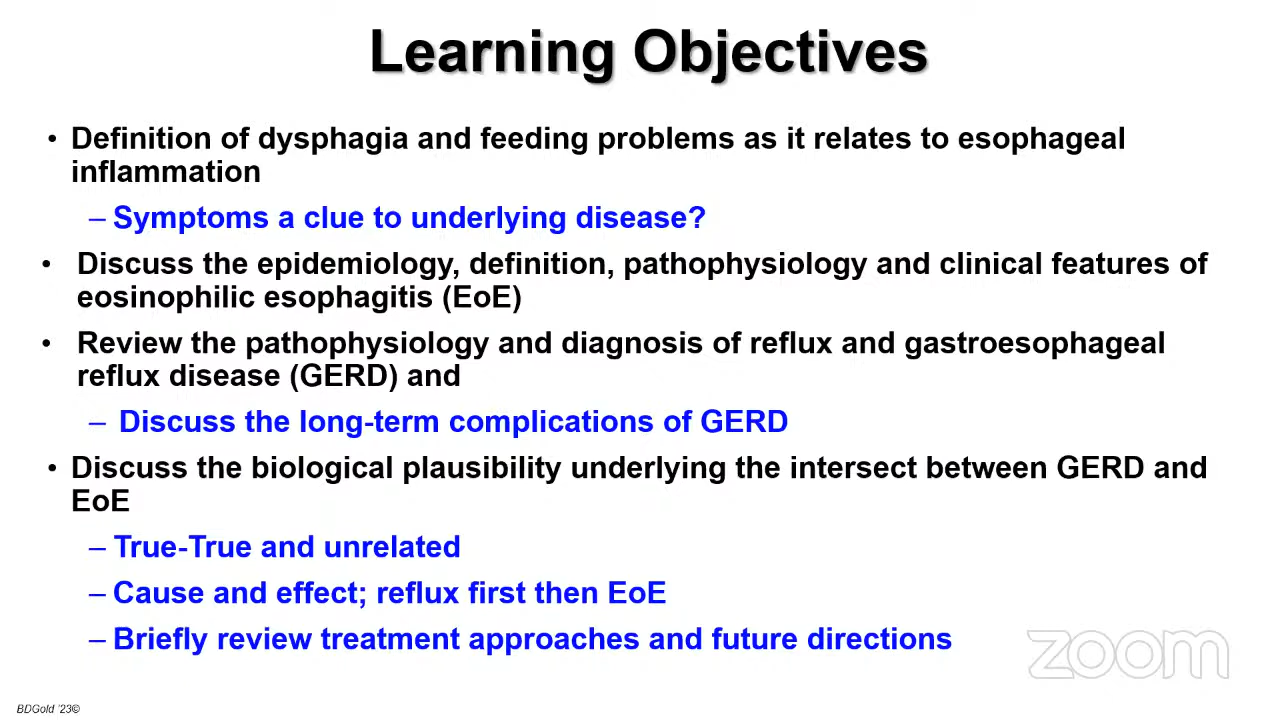 Learning Objectives
• Definition of dysphagia and feeding problems as it relates to esophageal
inflammation
– Symptoms a clue to underlying disease?
• Discuss the epidemiology, definition, pathophysiology and clinical features of
eosinophilic esophagitis (EoE)
• Review the pathophysiology and diagnosis of reflux and gastroesophageal
reflux disease (GERD) and
– Discuss the long-term complications of GERD
• Discuss the biological plausibility underlying the intersect between GERD and
EoE
– True-True and unrelated
– Cause and effect; reflux first then EoE
– Briefly review treatment approaches and future directions
zoom
BDGold ’23©